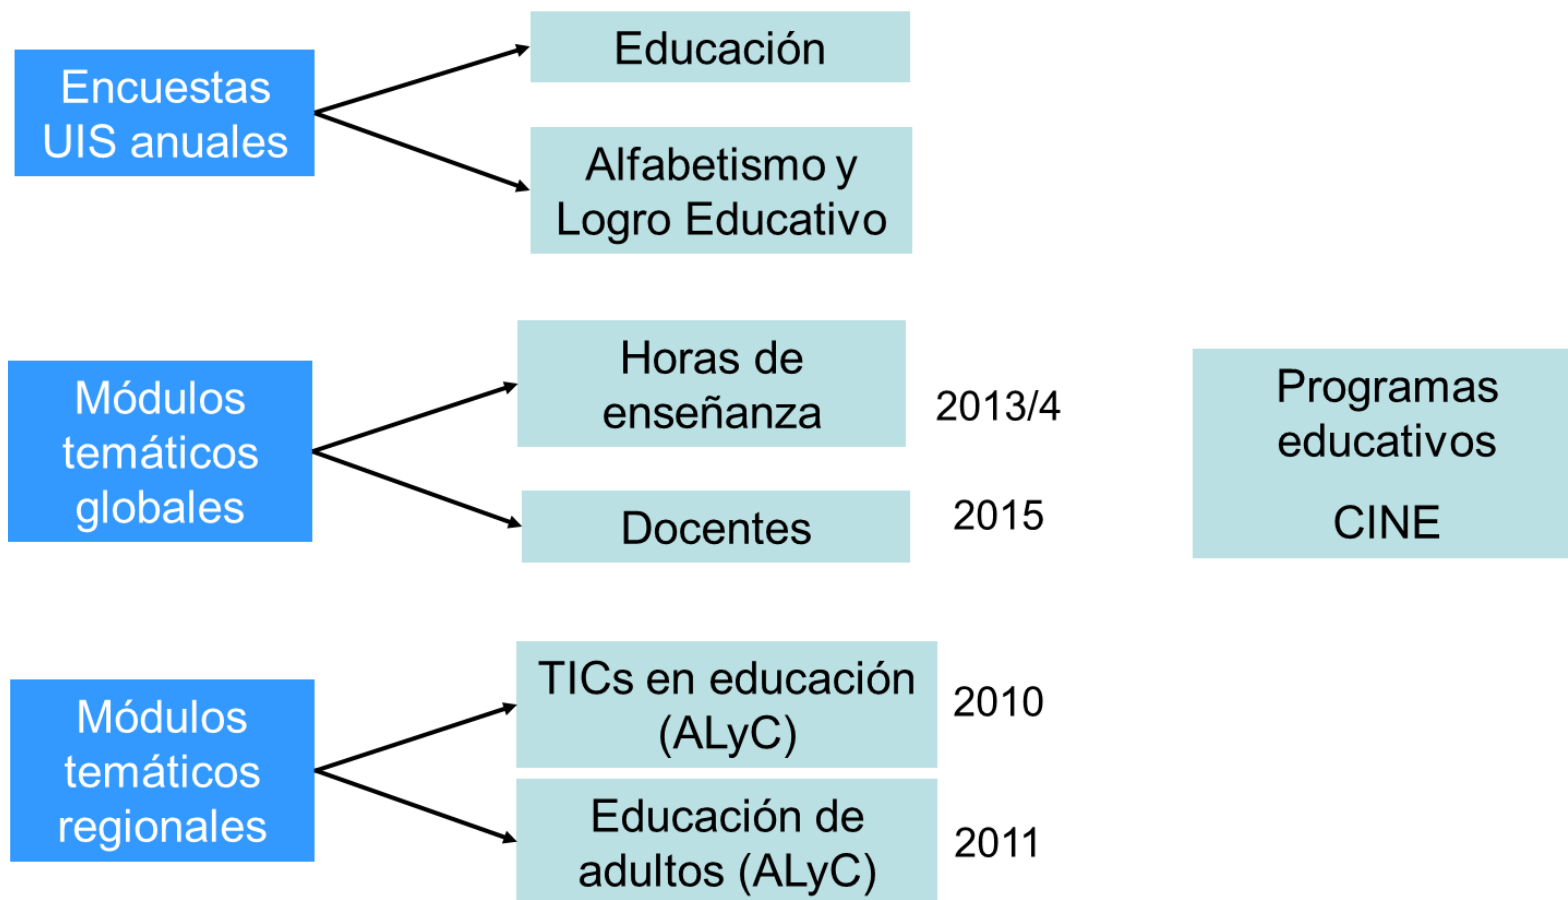 Encuestas
UIS anuales
Educación
Alfabetismo y
Logro Educativo
Módulos
temáticos
globales
Horas de
enseñanza
2013/4
Docentes
2015
Programas
educativos
CINE
Módulos
temáticos
regionales
TICs en educación
(ALyC)
2010
Educación de
adultos (ALyC)
2011